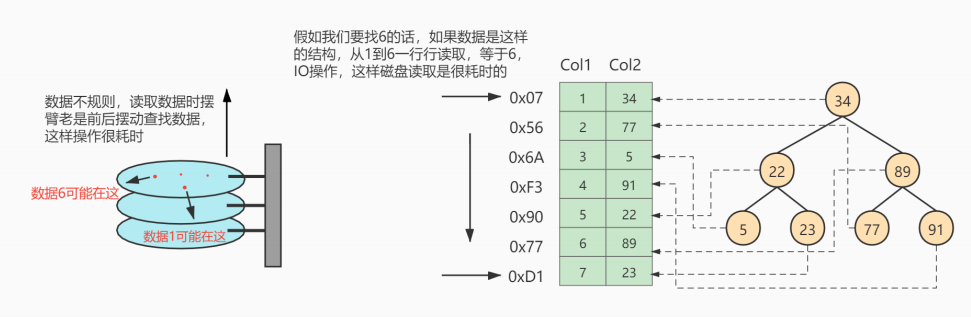 假如我们要找6的话，如果数据是这样
的结构，从1到6一行行读取，等于6，
IO操作，这样磁盘读取是很耗时的
数据不规则，读取数据时摆
臂老是前后摆动查找数据，
这样操作很耗时
数据6可能在这
数据1可能在这
Col1 Col2
0x07 1 34
0x56 2 77
0x6A 3 5
0xF3 4 91
0x90 5 22
0x77 6 89
0xD1 7 23
34
22 89
5 23 77 91